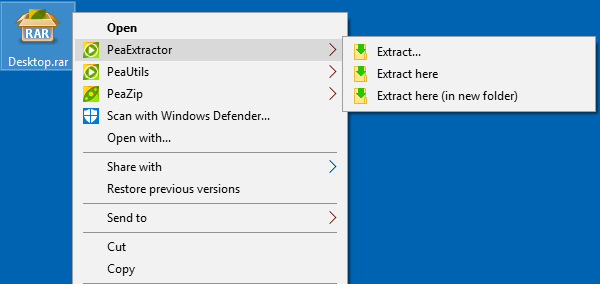 RAR
Desktop.rar
Open
PeaExtractor
PeaUtils
PeaZip
Scan with Windows Defender...
Open with...
Share with
Restore previous versions
Send to
Cut
Copy
Extract...
Extract here
Extract here (in new folder)